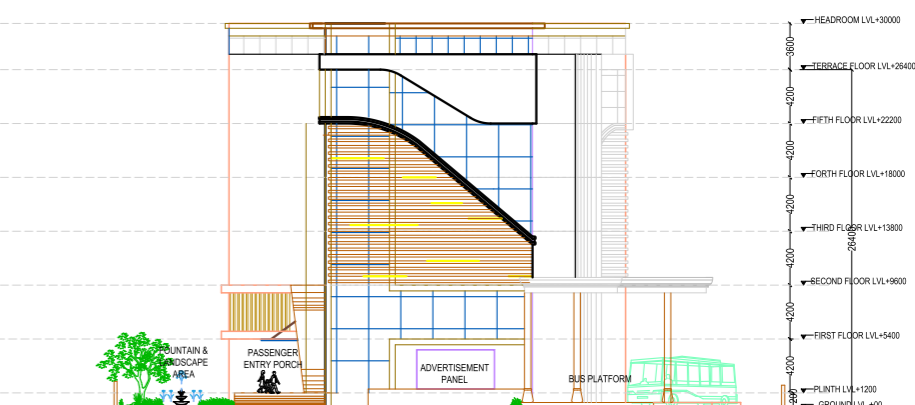 HEADROOM LVL+30000
3600
TERRACE FLOOR LVL+26400
4200
FIFTH FLOOR LVL+22200
4200
FORTH FLOOR LVL+18000
4200
THIRD FLOOR LVL+13800
26400
4200
SECOND FLOOR LVL+9600
4200
FIRST FLOOR LVL+5400
FOUNTAIN &
LANDSCAPE
AREA
PASSENGER
ENTRY PORCH
ADVERTISEMENT
PANEL
BUS PLATFORM
4200
PLINTH LVL+1200
GROUND LVL+00